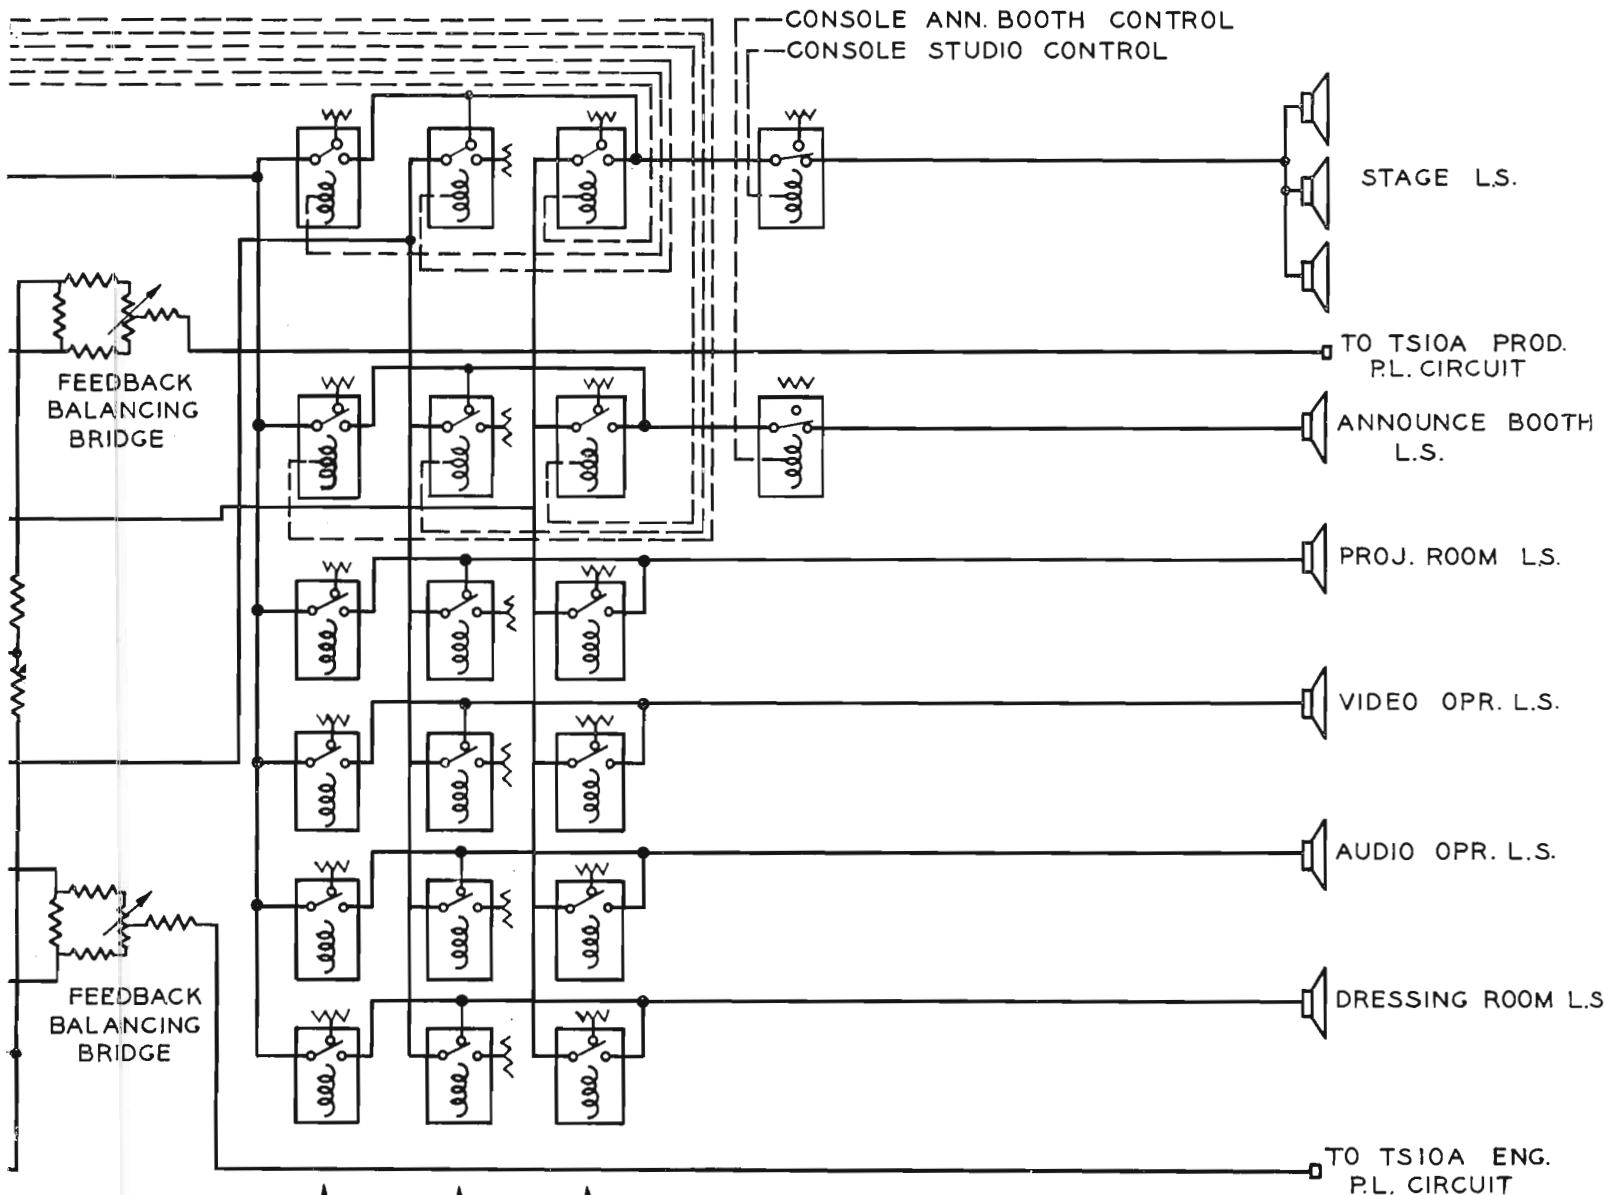 CONSOLE ANN. BOOTH CONTROL
CONSOLE STUDIO CONTROL
STAGE L.S.
TO TS10A PROD.
P.L. CIRCUIT
FEEDBACK
BALANCING
BRIDGE
ANNOUNCE BOOTH
L.S.
PROJ. ROOM L.S.
VIDEO OPR. L.S.
AUDIO OPR. L.S.
FEEDBACK
BALANCING
BRIDGE
DRESSING ROOM L.S
TO TS10A ENG.
P.L. CIRCUIT